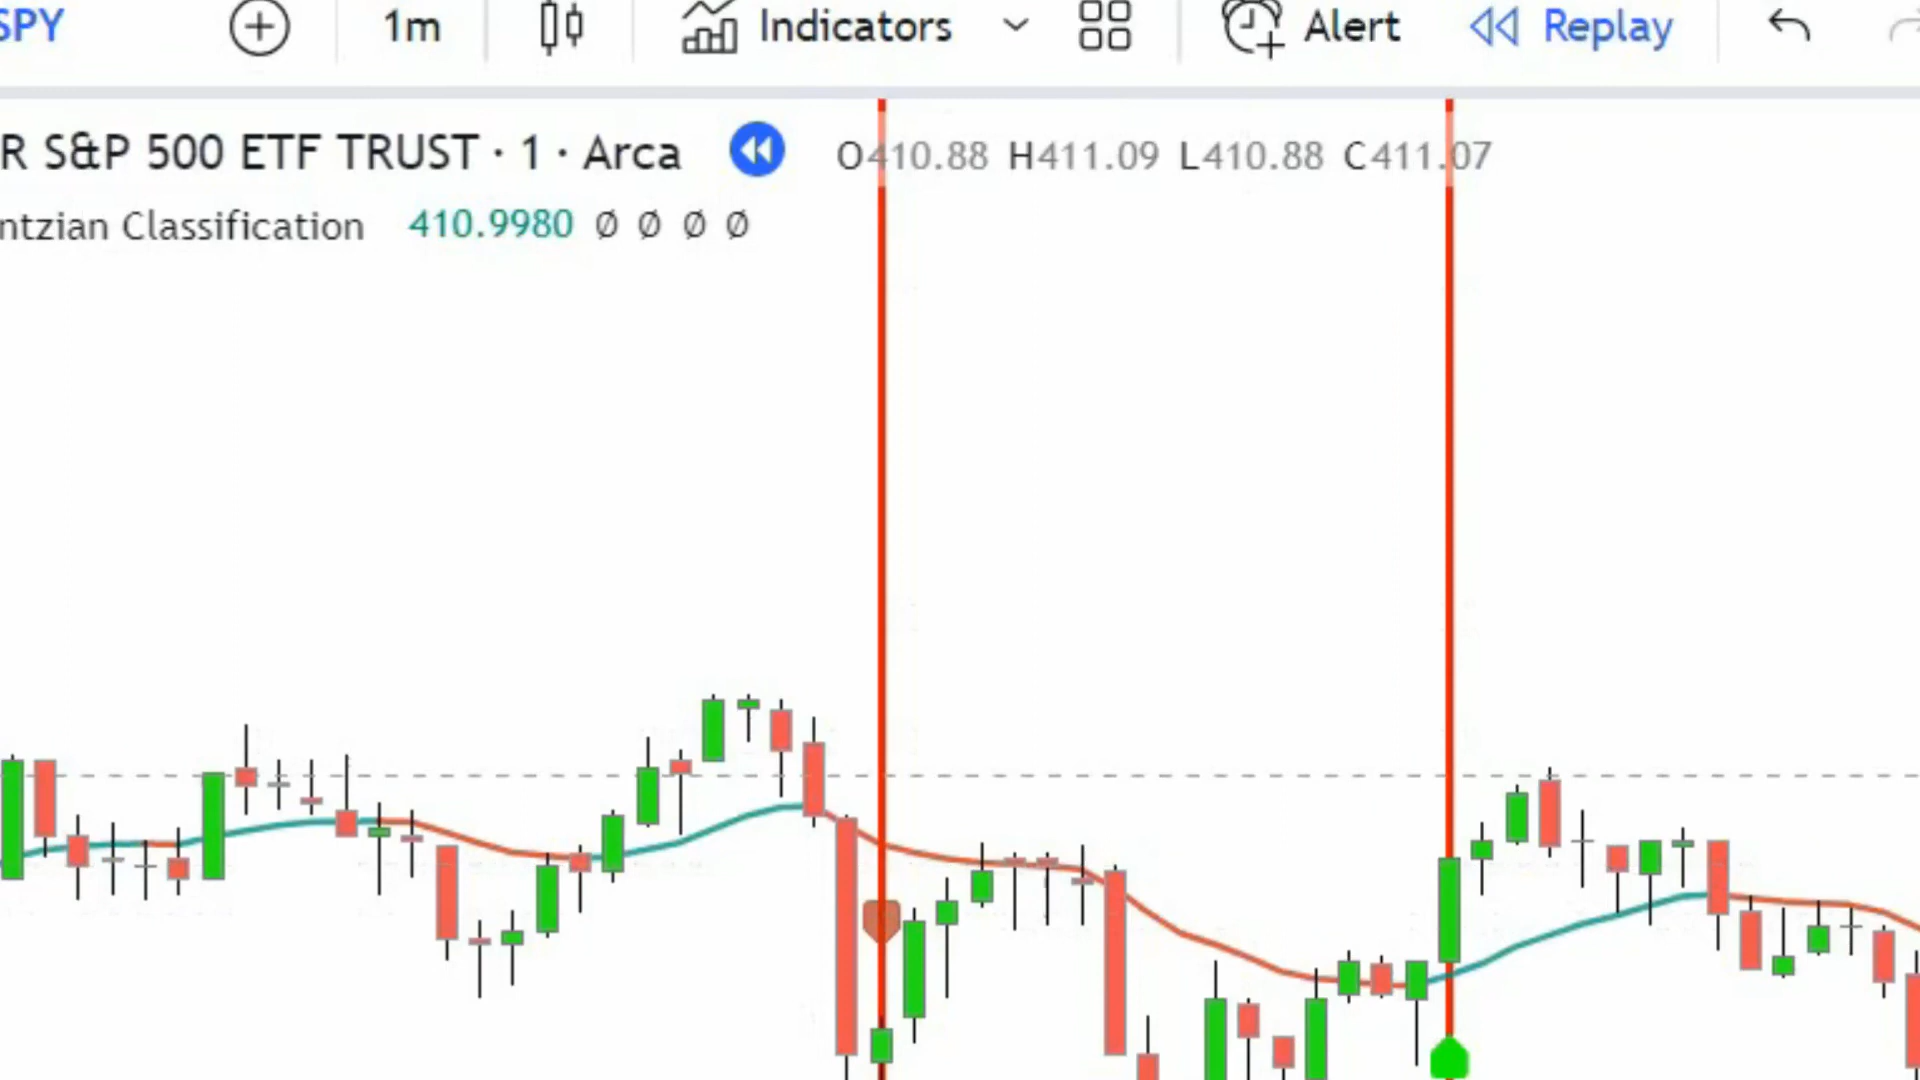 SPY 1m Indicators Alert Replay
R S&P 500 ETF TRUST · 1 · Arca O410.88 H411.09 L410.88 C411.07
ntzian Classification 410.9980 Ø Ø Ø Ø